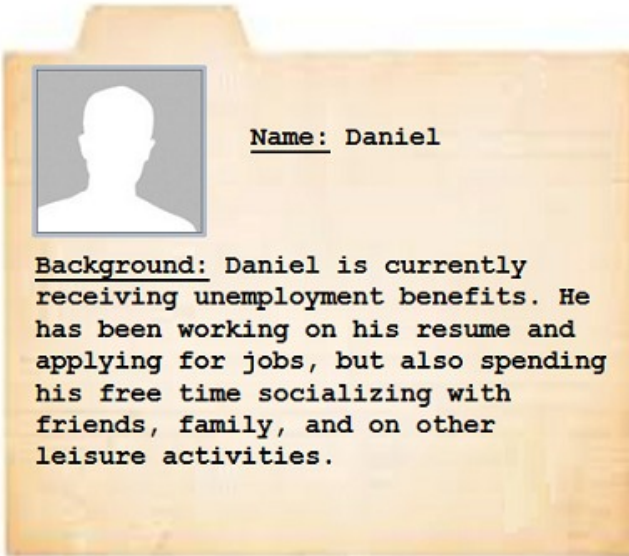 Name: Daniel
Background: Daniel is currently
receiving unemployment benefits. He
has been working on his resume and
applying for jobs, but also spending
his free time socializing with
friends, family, and on other
leisure activities.